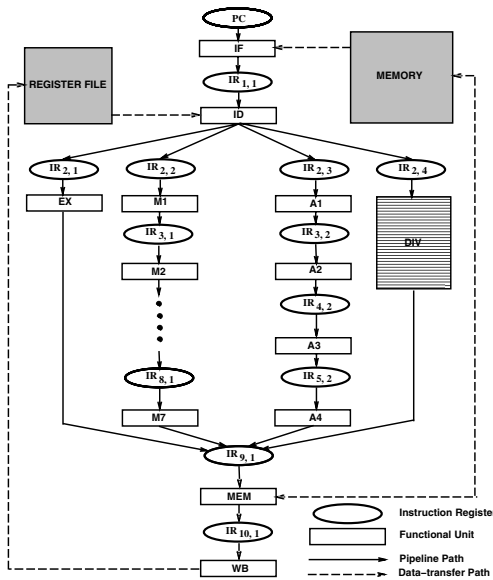 PC
IF
REGISTER FILE
MEMORY
IR1, 1
ID
IR2, 1
IR2, 2
IR2, 3
IR2, 4
EX
M1
A1
IR3, 1
IR3, 2
DIV
M2
A2
IR4, 2
A3
IR8, 1
IR5, 2
M7
A4
IR9, 1
MEM
Instruction Register
IR10, 1
Functional Unit
Pipeline Path
WB
Data-transfer Path